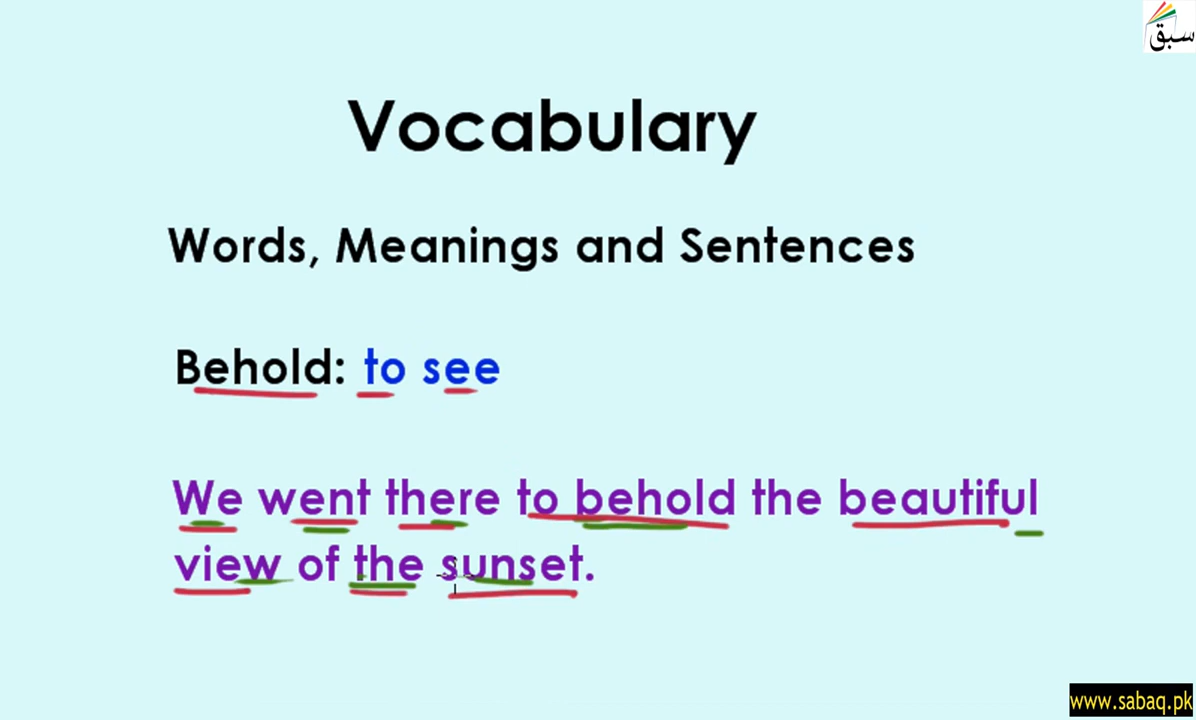 سبق
Vocabulary
Words, Meanings and Sentences
Behold: to see
We went there to behold the beautiful
view of the sunset.
www.sabaq.pk